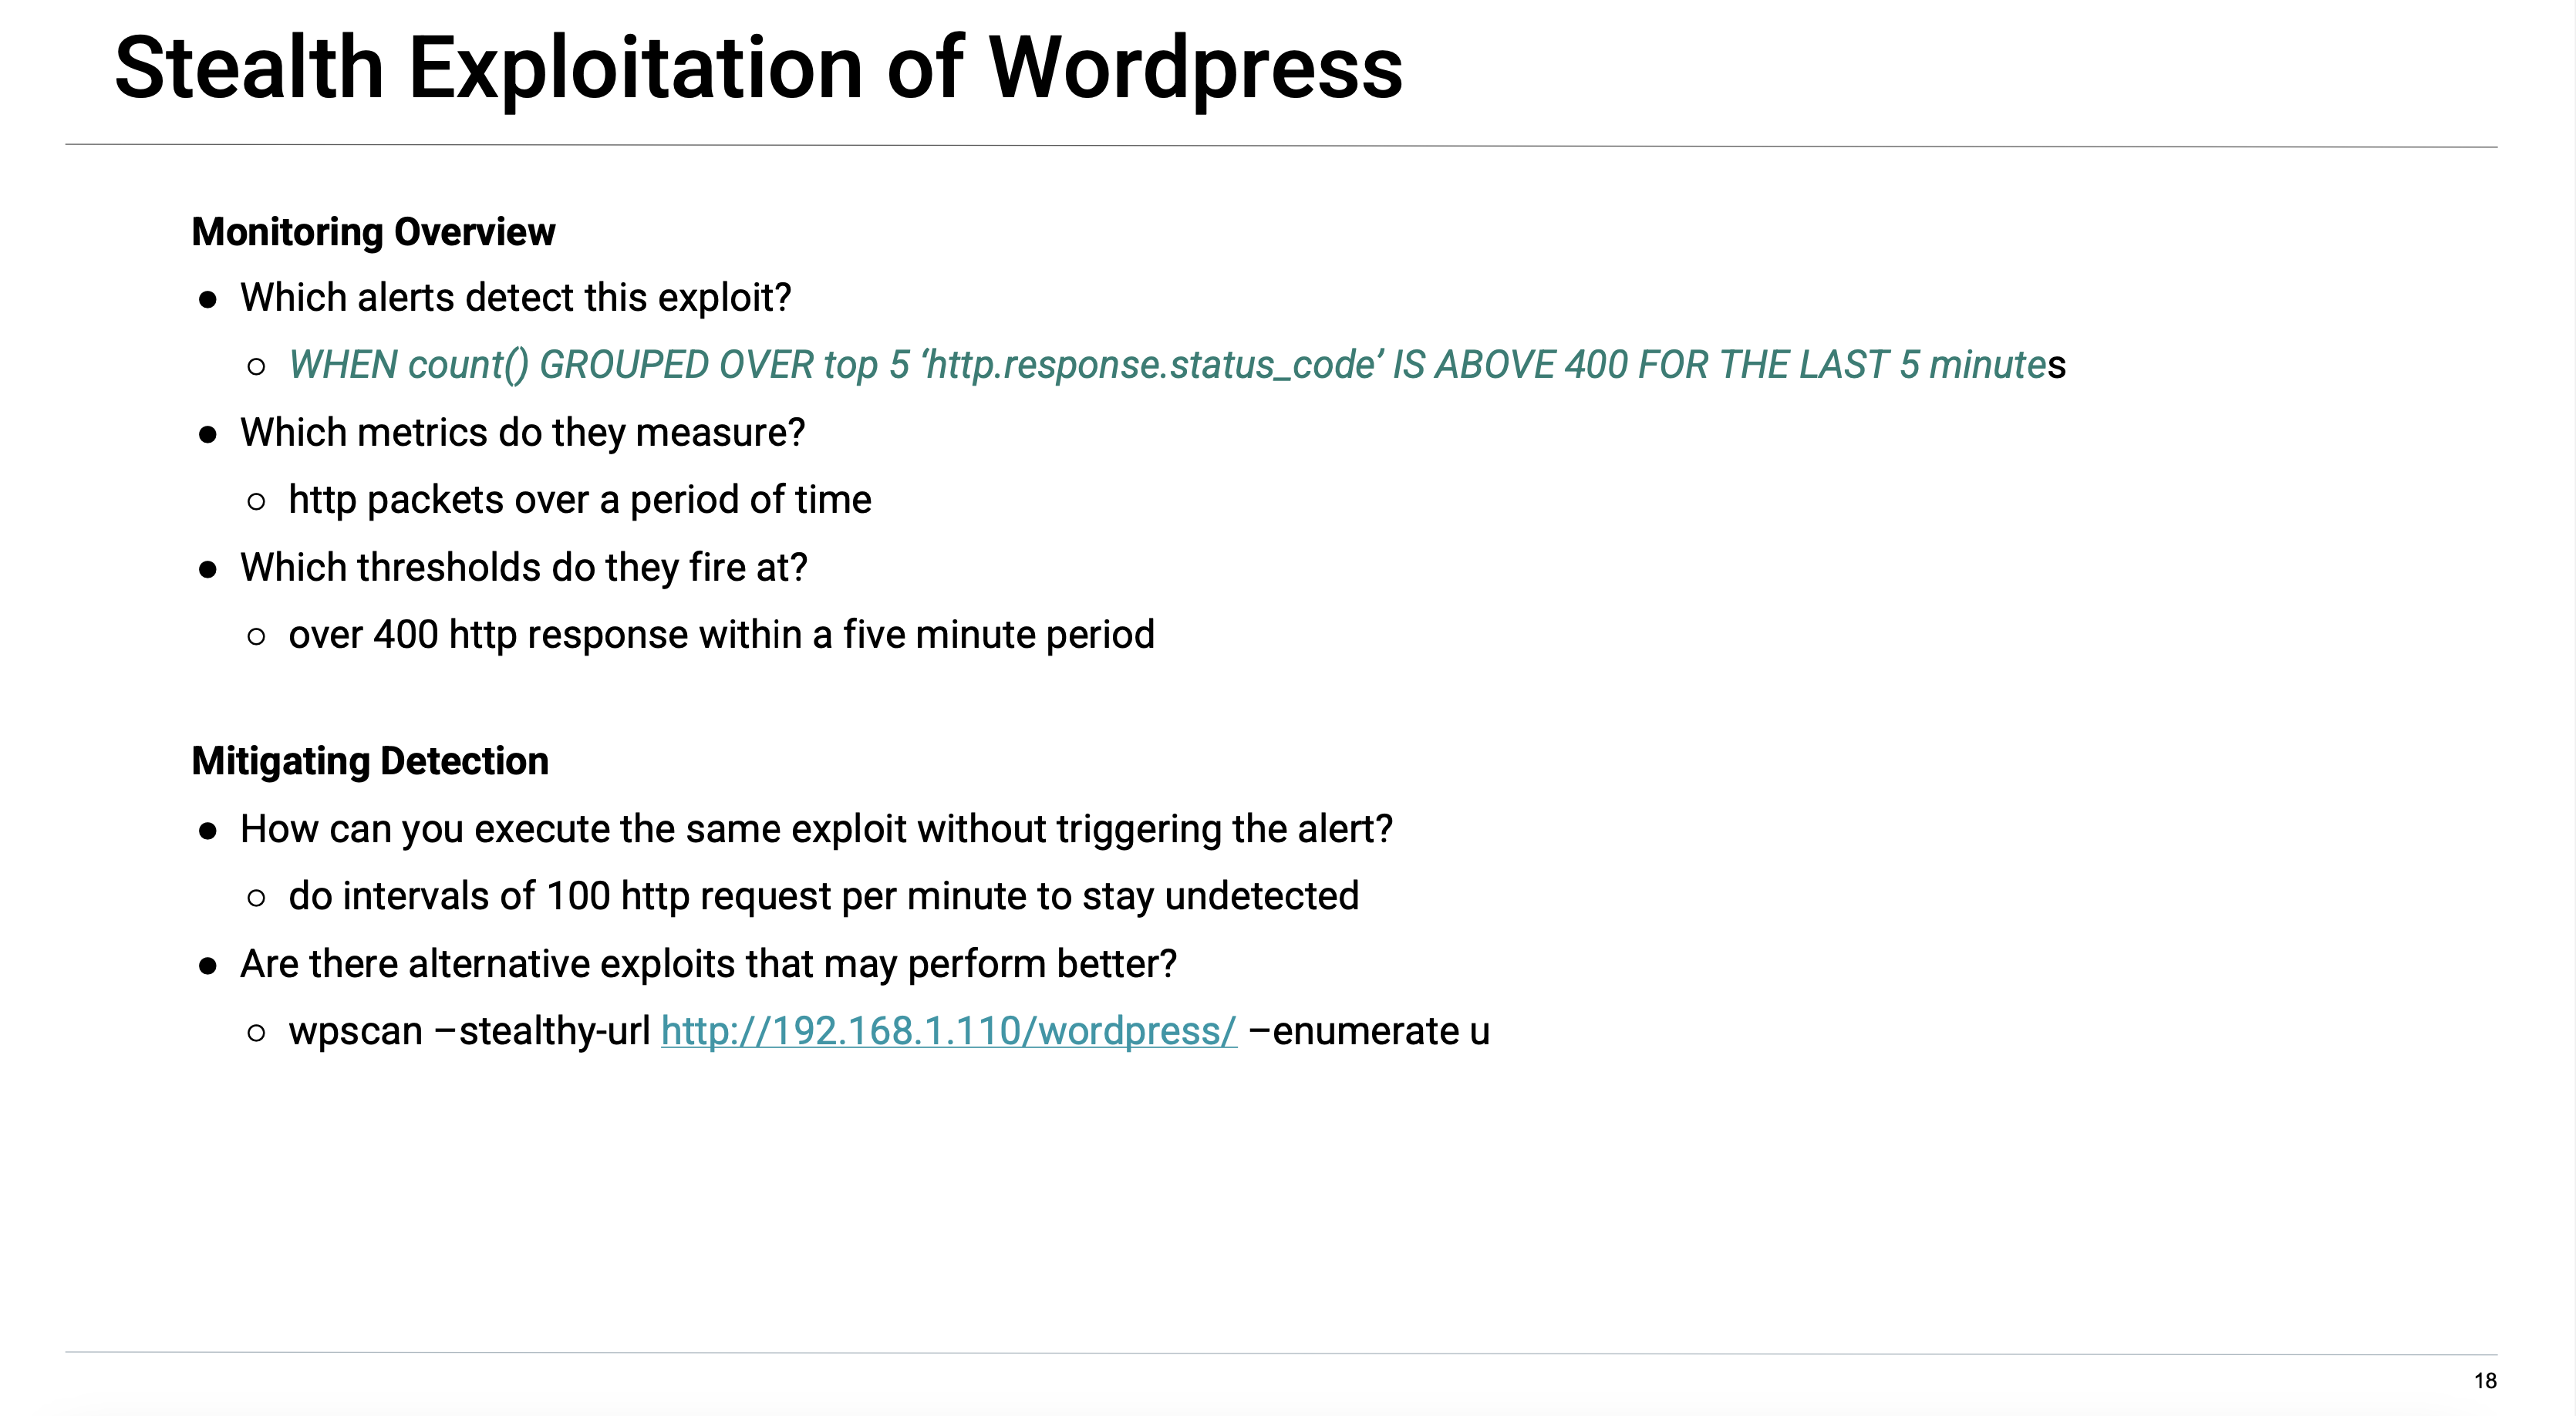 Stealth Exploitation of Wordpress
Monitoring Overview
● Which alerts detect this exploit?
○ WHEN count() GROUPED OVER top 5 ‘http.response.status_code’ IS ABOVE 400 FOR THE LAST 5 minutes
● Which metrics do they measure?
○ http packets over a period of time
● Which thresholds do they fire at?
○ over 400 http response within a five minute period
Mitigating Detection
● How can you execute the same exploit without triggering the alert?
○ do intervals of 100 http request per minute to stay undetected
● Are there alternative exploits that may perform better?
○ wpscan –stealthy-url http://192.168.1.110/wordpress/ –enumerate u
18